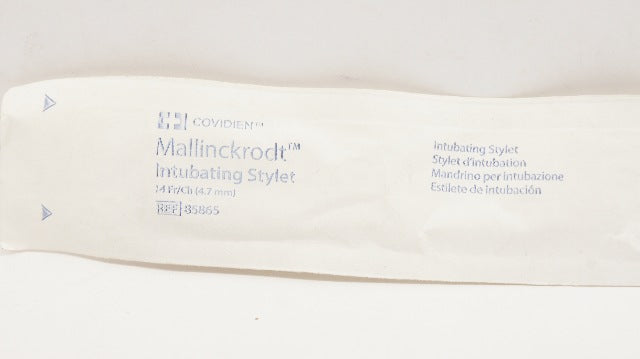 COVIDIEN™
Mallinckrodt™
Intubating Stylet
14 Fr/Ch (4.7 mm)
REF 85865
Intubating Stylet
Stylet d'intubation
Mandrino per intubazione
Estilete de intubación